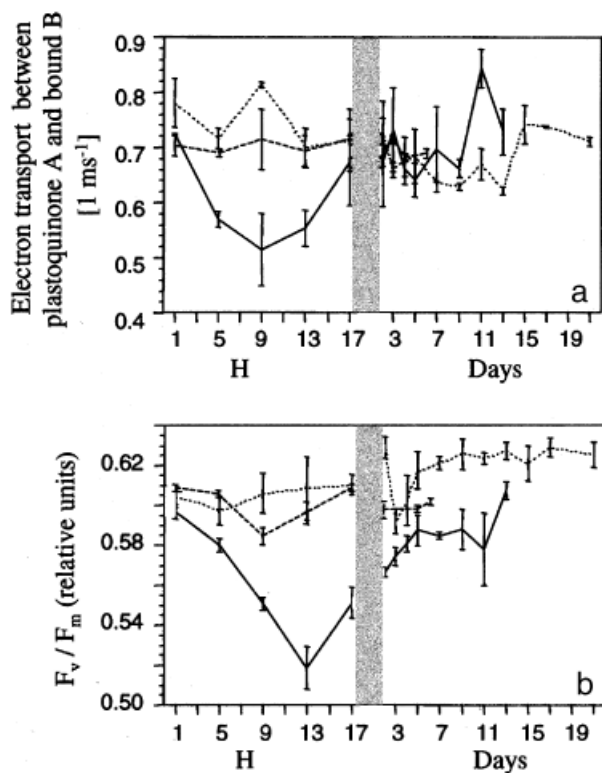 Electron transport between
plastoquinone A and bound B
[1 ms⁻¹]
0.9
0.8
0.7
0.6
0.5
0.4
1 5 9 13 17 3 7 11 15 19
H Days
a
F_v / F_m (relative units)
0.62
0.58
0.54
0.50
1 5 9 13 17 3 7 11 15 19
H Days
b